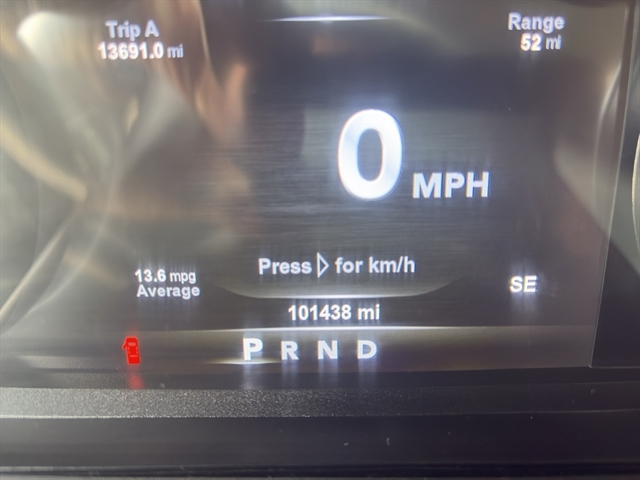 Trip A
13691.0 mi
Range
52 mi
0 MPH
Press ▷ for km/h
13.6 mpg
Average
SE
101438 mi
P R N D